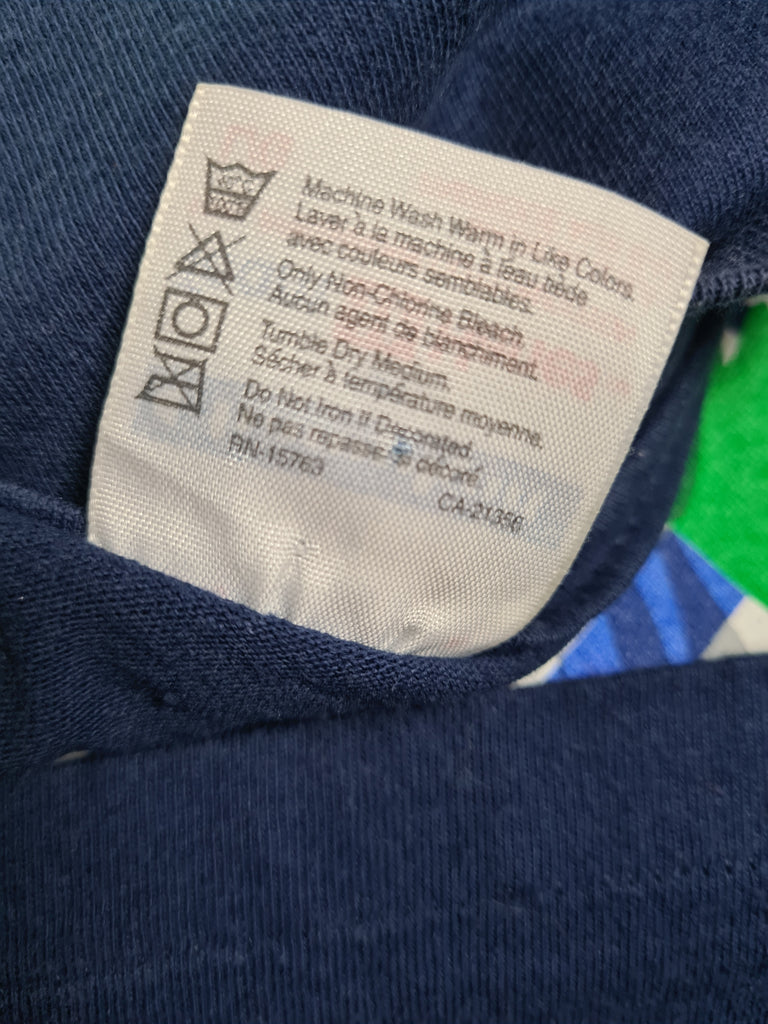 Machine Wash Warm in Like Colors.
Laver à la machine à l'eau tiède
avec couleurs semblables.
Only Non-Chlorine Bleach
Aucun agent de blanchiment.
Tumble Dry Medium.
Sécher à température moyenne.
Do Not Iron If Decorated.
Ne pas repasser si décoré.
RN-15763
CA-21356